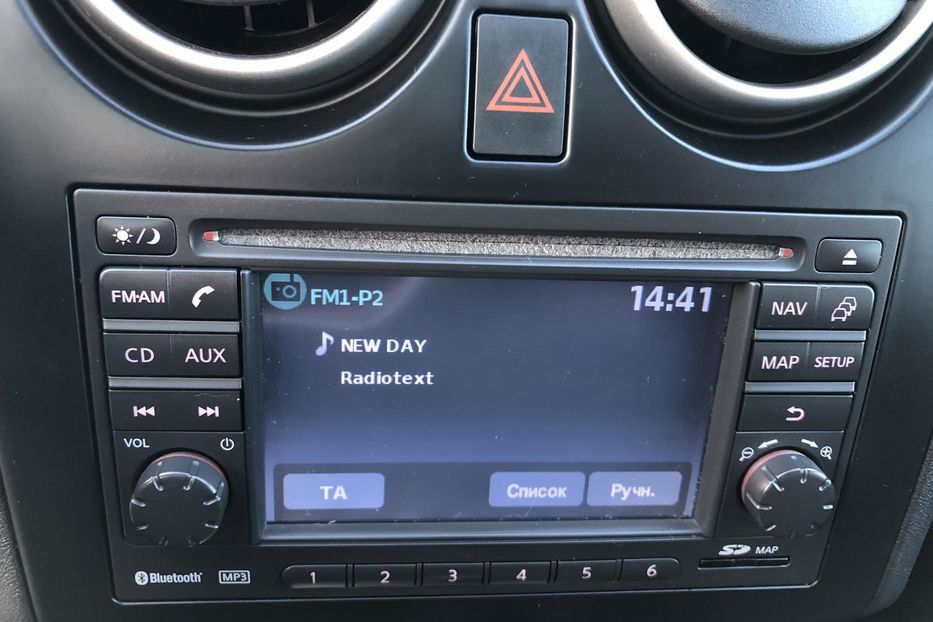 FM·AM
CD AUX
VOL
FM1-P2 14:41
NEW DAY
Radiotext
TA Список Ручн.
NAV
MAP SETUP
SD MAP
Bluetooth MP3
1 2 3 4 5 6